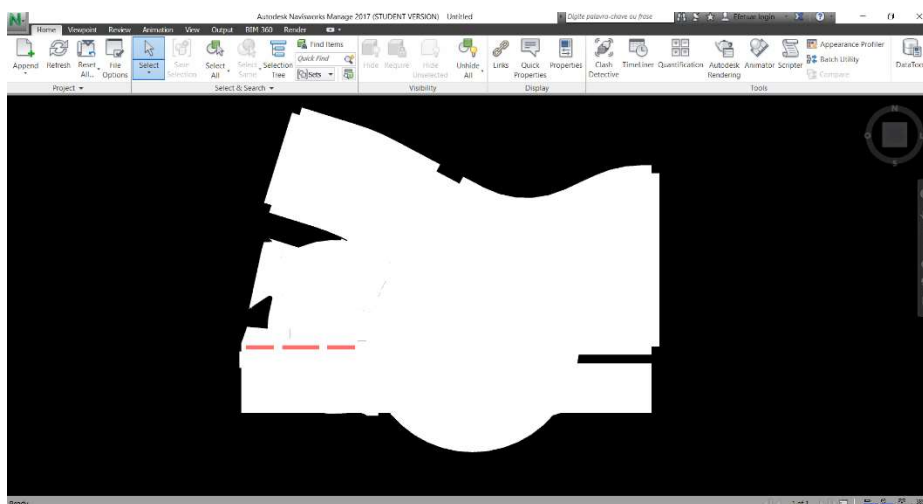 Autodesk Navisworks Manage 2017 (STUDENT VERSION) Untitled
Digite palavra-chave ou frase
Efetuar login
Home Viewpoint Review Animation View Output BIM 360 Render
Append
Refresh
Reset All...
File Options
Project
Select
Save Selection
Select All
Select Same
Selection Tree
Find Items
Quick Find
Sets
Select & Search
Hide
Require
Hide Unselected
Unhide All
Visibility
Links
Quick Properties
Properties
Display
Clash Detective
TimeLiner
Quantification
Autodesk Rendering
Animator
Scripter
Appearance Profiler
Batch Utility
Compare
Tools
DataTools
N
O
S
Ready